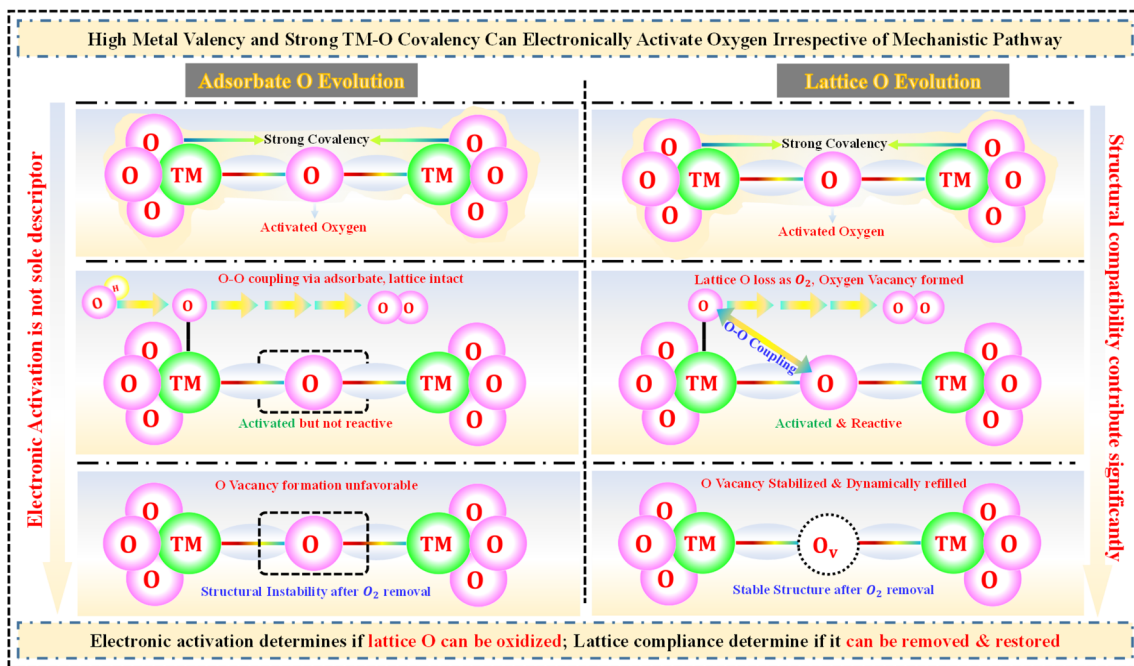 High Metal Valency and Strong TM-O Covalency Can Electronically Activate Oxygen Irrespective of Mechanistic Pathway
Adsorbate O Evolution
Lattice O Evolution
Electronic Activation is not sole descriptor
Structural compatibility contribute significantly
O
Strong Covalency
O
O
TM
O
TM
O
O
O
Activated Oxygen
O
Strong Covalency
O
O
TM
O
TM
O
O
O
Activated Oxygen
O-O coupling via adsorbate, lattice intact
O
H
O
O
O
O
TM
O
TM
O
O
O
Activated but not reactive
Lattice O loss as O₂, Oxygen Vacancy formed
O
O-O Coupling
O
O
O
TM
O
TM
O
O
O
Activated & Reactive
O Vacancy formation unfavorable
O
O
O
TM
O
TM
O
O
O
Structural Instability after O₂ removal
O Vacancy Stabilized & Dynamically refilled
O
O
O
TM
Oᵥ
TM
O
O
O
Stable Structure after O₂ removal
Electronic activation determines if lattice O can be oxidized; Lattice compliance determine if it can be removed & restored